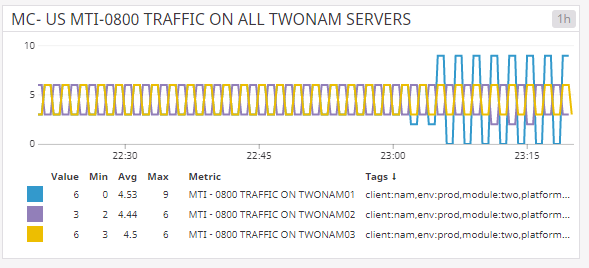 MC- US MTI-0800 TRAFFIC ON ALL TWONAM SERVERS 1h
10
5
0
22:30 22:45 23:00 23:15
Value Min Avg Max Metric Tags ↓
6 0 4.53 9 MTI - 0800 TRAFFIC ON TWONAM01 client:nam,env:prod,module:two,platform...
3 2 4.44 6 MTI - 0800 TRAFFIC ON TWONAM02 client:nam,env:prod,module:two,platform...
6 3 4.5 6 MTI - 0800 TRAFFIC ON TWONAM03 client:nam,env:prod,module:two,platform...